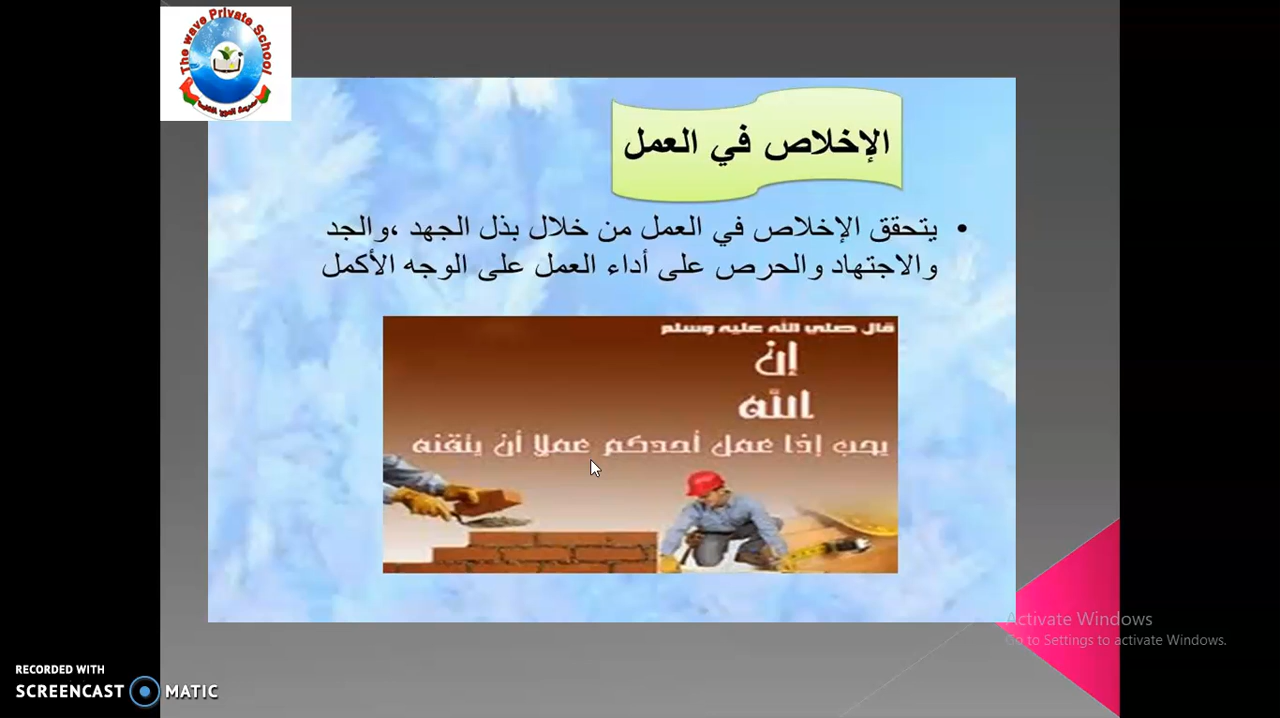 The wave Private School
الإخلاص في العمل
• يتحقق الإخلاص في العمل من خلال بذل الجهد ،والجد
والاجتهاد والحرص على أداء العمل على الوجه الأكمل
قال صلى الله عليه وسلم
إن
الله
يحب إذا عمل أحدكم عملا أن يتقنه
Activate Windows
Go to Settings to activate Windows.
RECORDED WITH
SCREENCAST MATIC